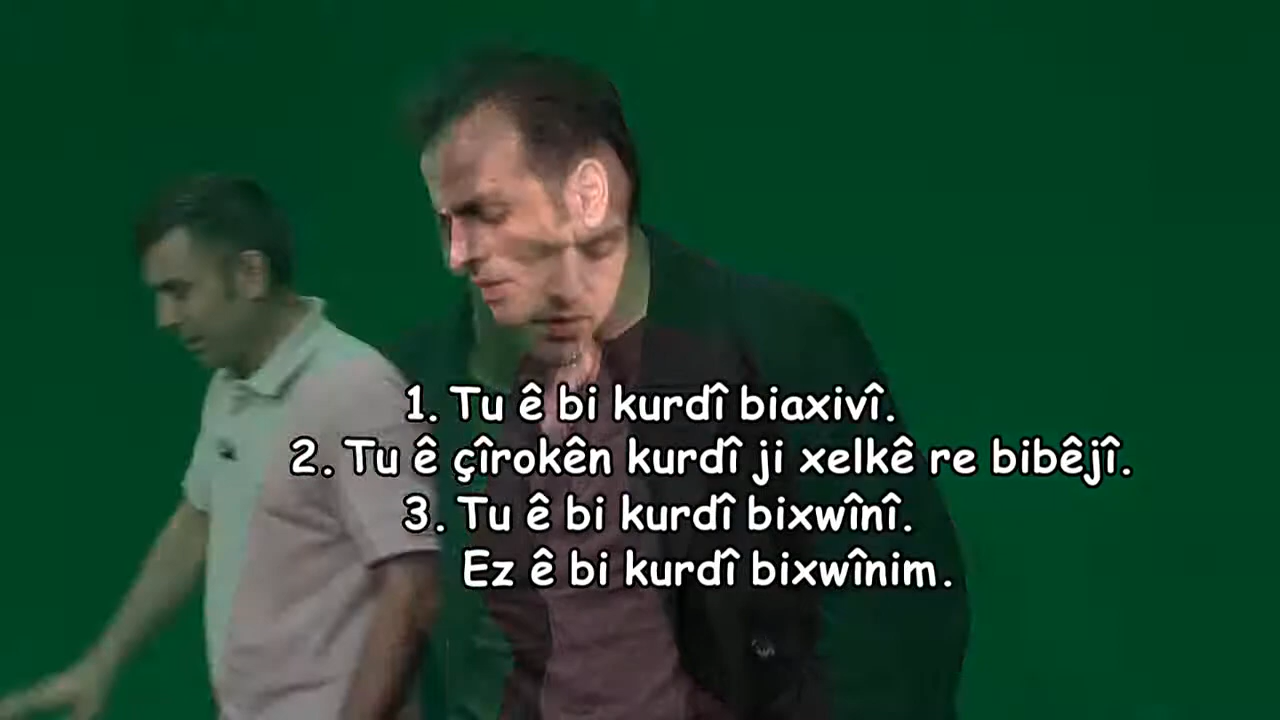 1. Tu ê bi kurdî biaxivî.
2. Tu ê çîrokên kurdî ji xelkê re bibêjî.
3. Tu ê bi kurdî bixwînî.
Ez ê bi kurdî bixwînim.